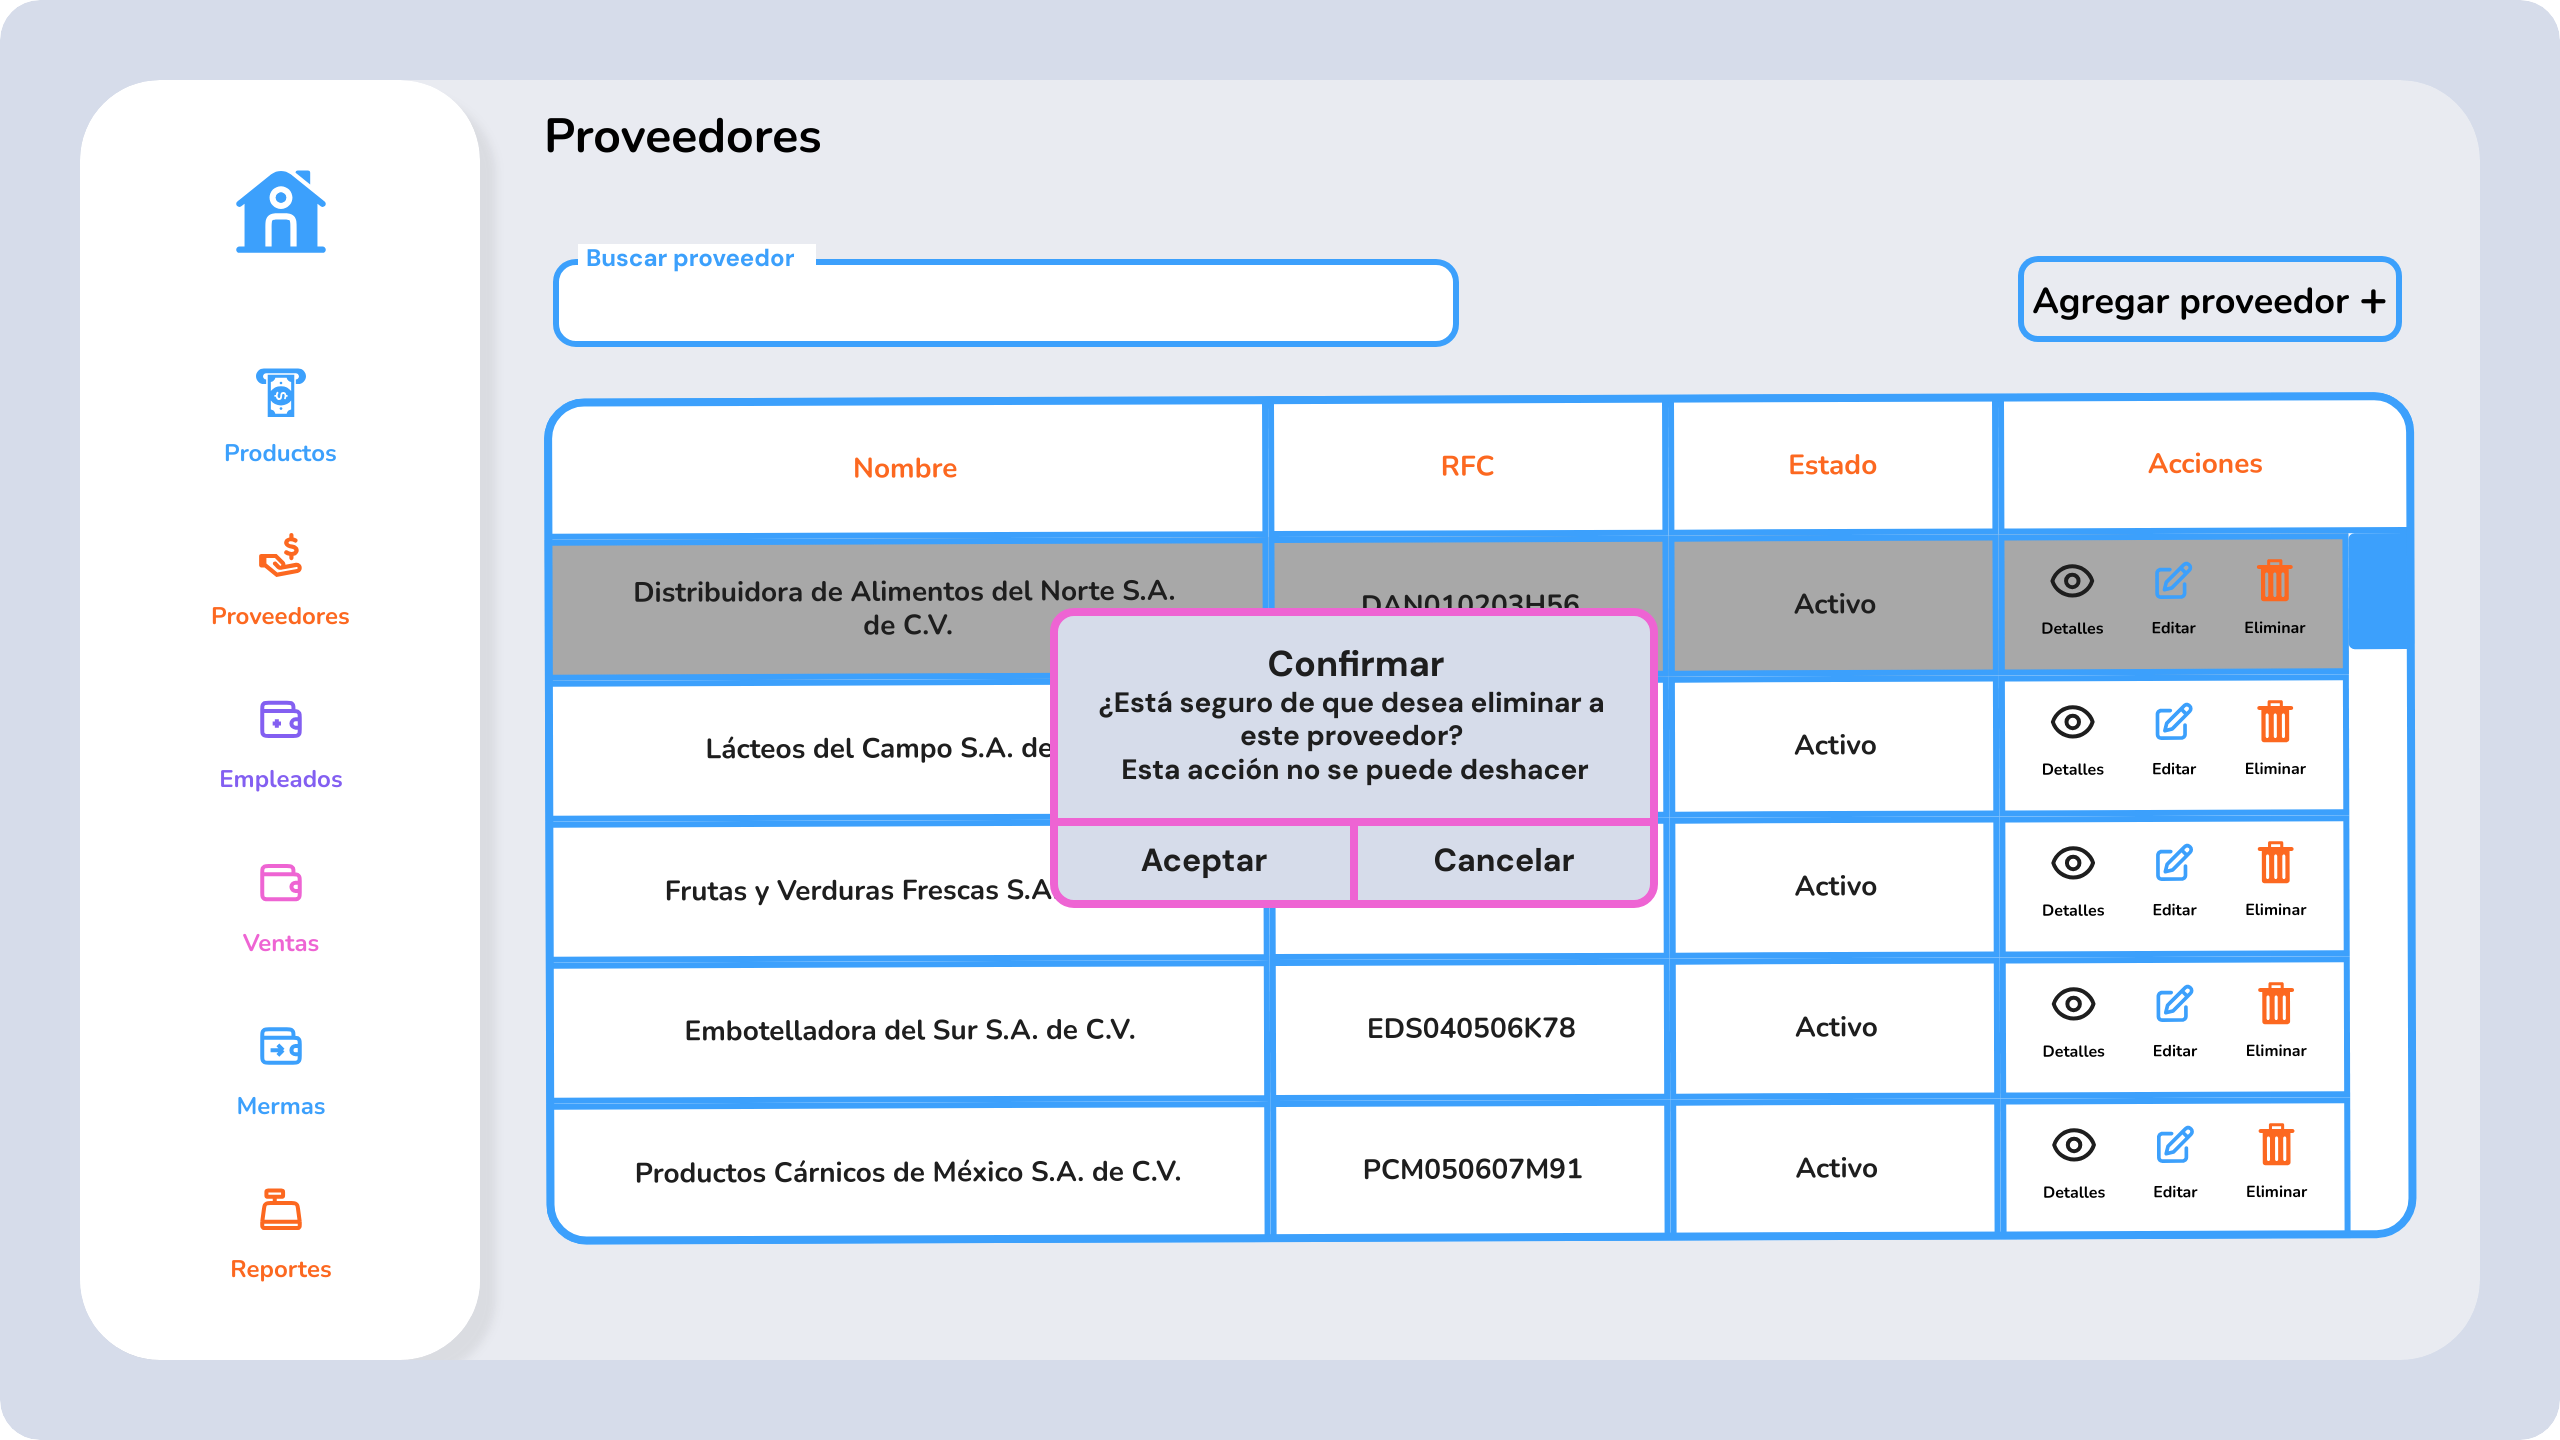 Proveedores
Buscar proveedor
Agregar proveedor +
Productos
Proveedores
Empleados
Ventas
Mermas
Reportes
Nombre RFC Estado Acciones
Distribuidora de Alimentos del Norte S.A.
de C.V.
DAN010203H56
Activo
Detalles Editar Eliminar
Lácteos del Campo S.A. de
Activo
Detalles Editar Eliminar
Frutas y Verduras Frescas S.A.
Activo
Detalles Editar Eliminar
Embotelladora del Sur S.A. de C.V.
EDS040506K78
Activo
Detalles Editar Eliminar
Productos Cárnicos de México S.A. de C.V.
PCM050607M91
Activo
Detalles Editar Eliminar
Confirmar
¿Está seguro de que desea eliminar a
este proveedor?
Esta acción no se puede deshacer
Aceptar Cancelar